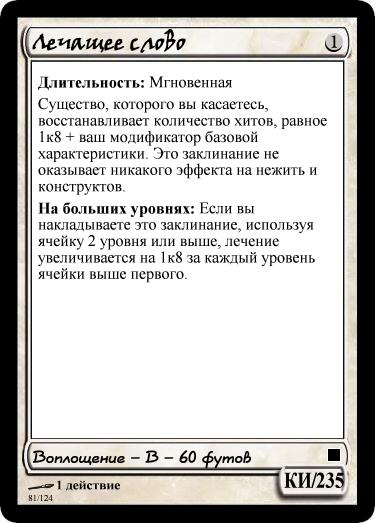 Лечащее слово 1
Длительность: Мгновенная
Существо, которого вы касаетесь,
восстанавливает количество хитов, равное
1к8 + ваш модификатор базовой
характеристики. Это заклинание не
оказывает никакого эффекта на нежить и
конструктов.
На больших уровнях: Если вы
накладываете это заклинание, используя
ячейку 2 уровня или выше, лечение
увеличивается на 1к8 за каждый уровень
ячейки выше первого.
Воплощение – В – 60 футов
КИ/235
1 действие
81/124